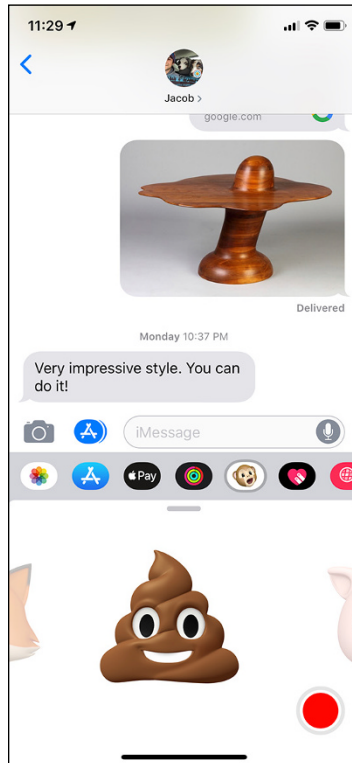 11:29
Jacob >
google.com
Delivered
Monday 10:37 PM
Very impressive style. You can
do it!
iMessage
Pay